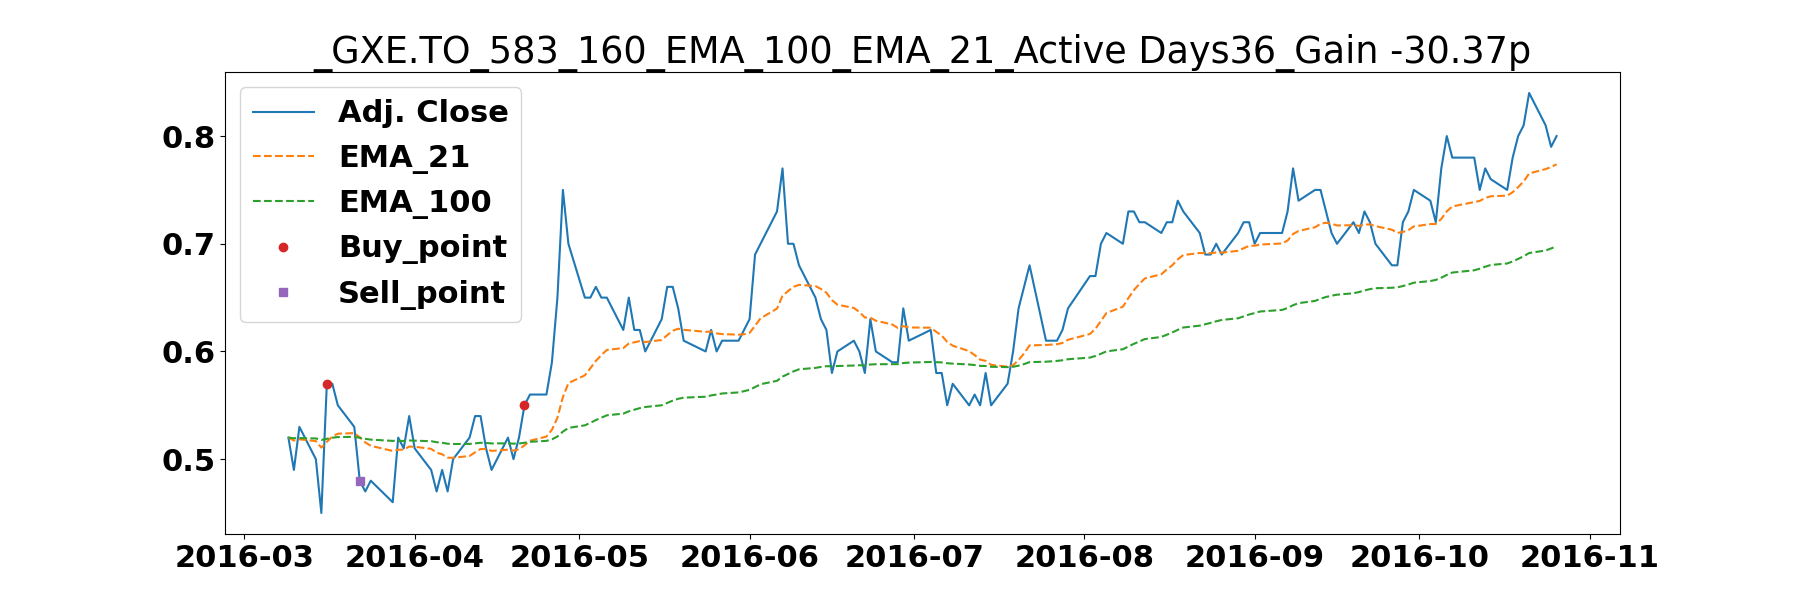 _GXE.TO_583_160_EMA_100_EMA_21_Active Days36_Gain -30.37p
Adj. Close
EMA_21
EMA_100
Buy_point
Sell_point
0.8
0.7
0.6
0.5
2016-03 2016-04 2016-05 2016-06 2016-07 2016-08 2016-09 2016-10 2016-11